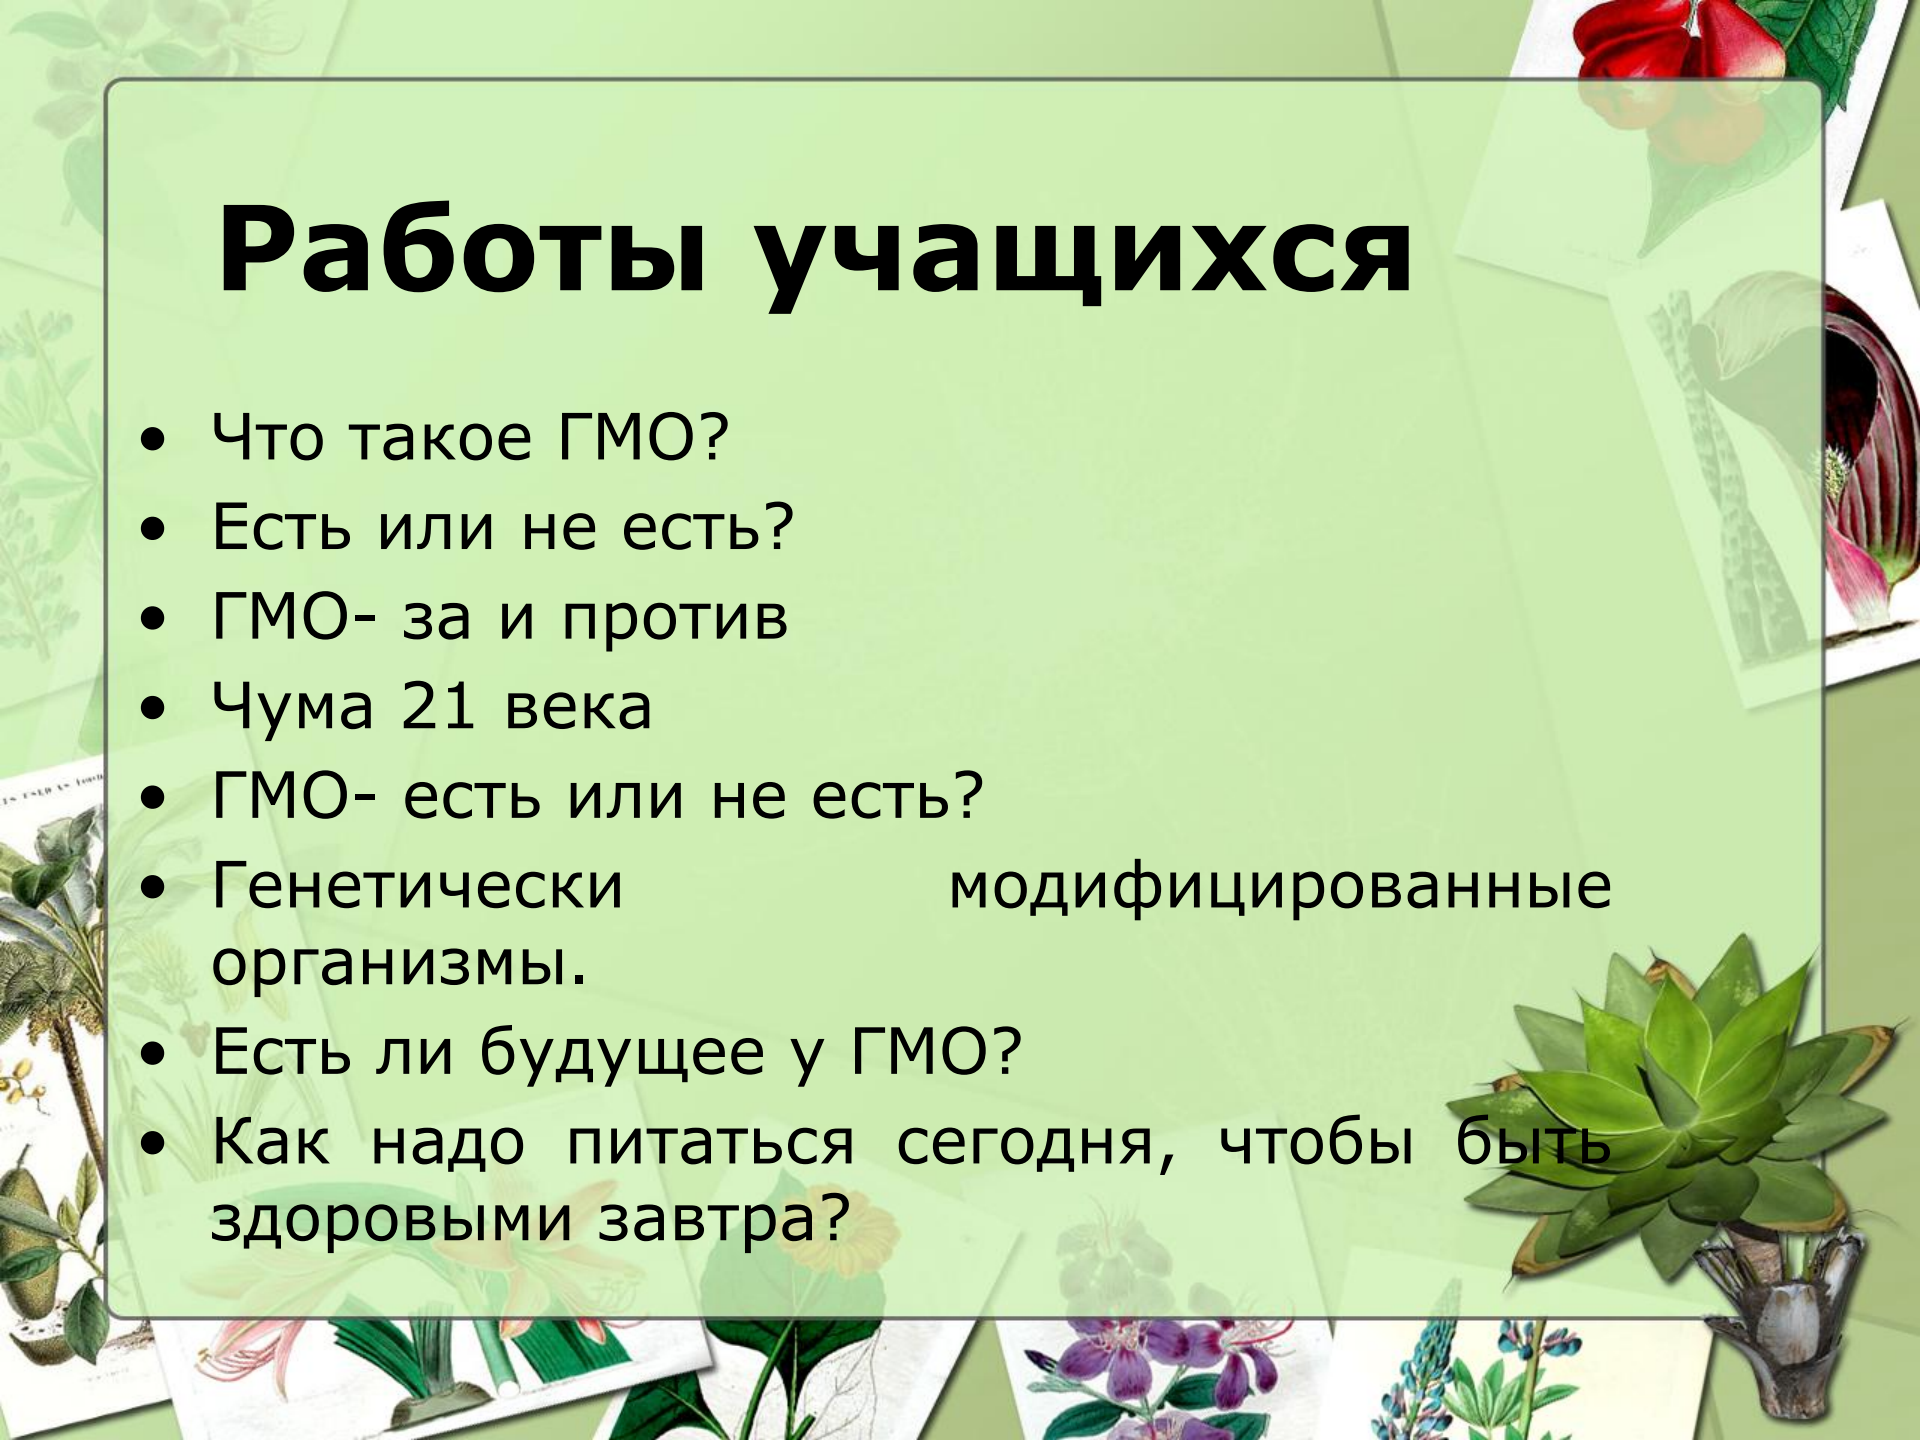 Работы учащихся
• Что такое ГМО?
• Есть или не есть?
• ГМО- за и против
• Чума 21 века
• ГМО- есть или не есть?
• Генетически модифицированные
организмы.
• Есть ли будущее у ГМО?
• Как надо питаться сегодня, чтобы быть
здоровыми завтра?